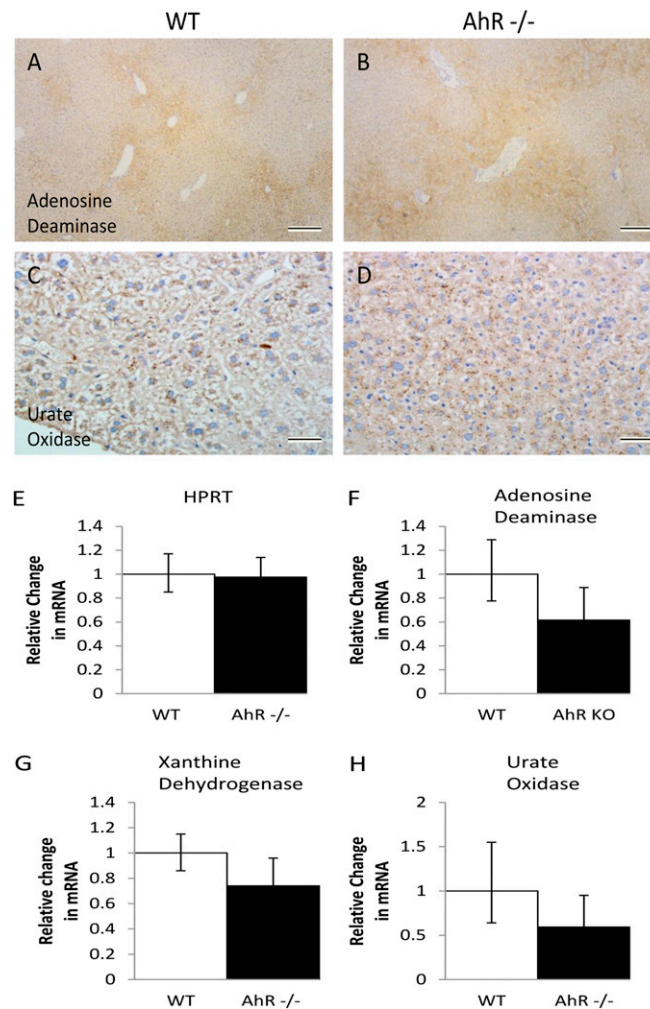 WT
AhR -/-
A
B
Adenosine
Deaminase
C
D
Urate
Oxidase
E
HPRT
Relative Change
in mRNA
1.4
1.2
1
0.8
0.6
0.4
0.2
0
WT
AhR -/-
F
Adenosine
Deaminase
Relative Change
in mRNA
1.4
1.2
1
0.8
0.6
0.4
0.2
0
WT
AhR KO
G
Xanthine
Dehydrogenase
Relative change
in mRNA
1.4
1.2
1
0.8
0.6
0.4
0.2
0
WT
AhR -/-
H
Urate
Oxidase
Relative Change
in mRNA
2
1.5
1
0.5
0
WT
AhR -/-